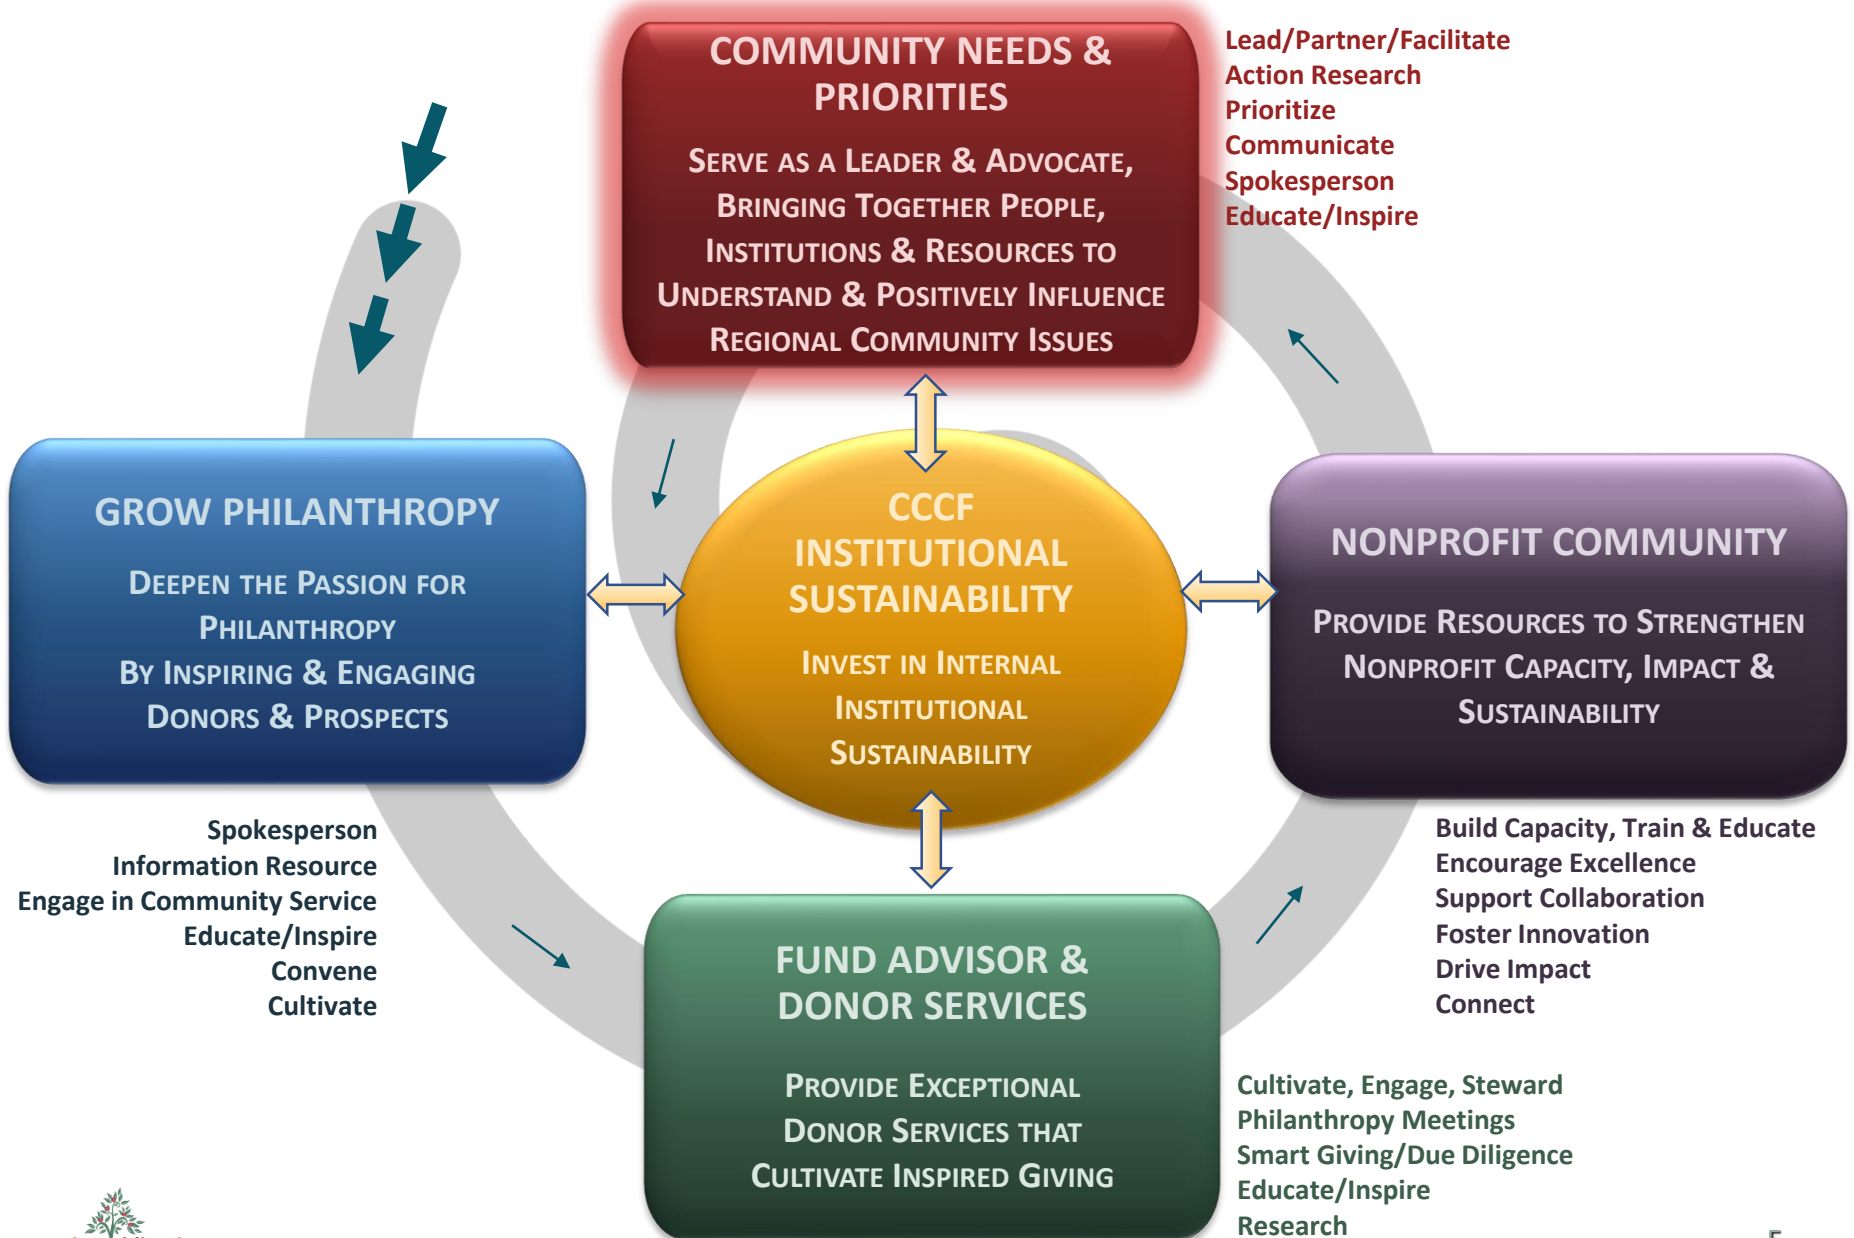 COMMUNITY NEEDS &
PRIORITIES
SERVE AS A LEADER & ADVOCATE,
BRINGING TOGETHER PEOPLE,
INSTITUTIONS & RESOURCES TO
UNDERSTAND & POSITIVELY INFLUENCE
REGIONAL COMMUNITY ISSUES
Lead/Partner/Facilitate
Action Research
Prioritize
Communicate
Spokesperson
Educate/Inspire
GROW PHILANTHROPY
DEEPEN THE PASSION FOR
PHILANTHROPY
BY INSPIRING & ENGAGING
DONORS & PROSPECTS
CCCF
INSTITUTIONAL
SUSTAINABILITY
INVEST IN INTERNAL
INSTITUTIONAL
SUSTAINABILITY
NONPROFIT COMMUNITY
PROVIDE RESOURCES TO STRENGTHEN
NONPROFIT CAPACITY, IMPACT &
SUSTAINABILITY
Spokesperson
Information Resource
Engage in Community Service
Educate/Inspire
Convene
Cultivate
Build Capacity, Train & Educate
Encourage Excellence
Support Collaboration
Foster Innovation
Drive Impact
Connect
FUND ADVISOR &
DONOR SERVICES
PROVIDE EXCEPTIONAL
DONOR SERVICES THAT
CULTIVATE INSPIRED GIVING
Cultivate, Engage, Steward
Philanthropy Meetings
Smart Giving/Due Diligence
Educate/Inspire
Research